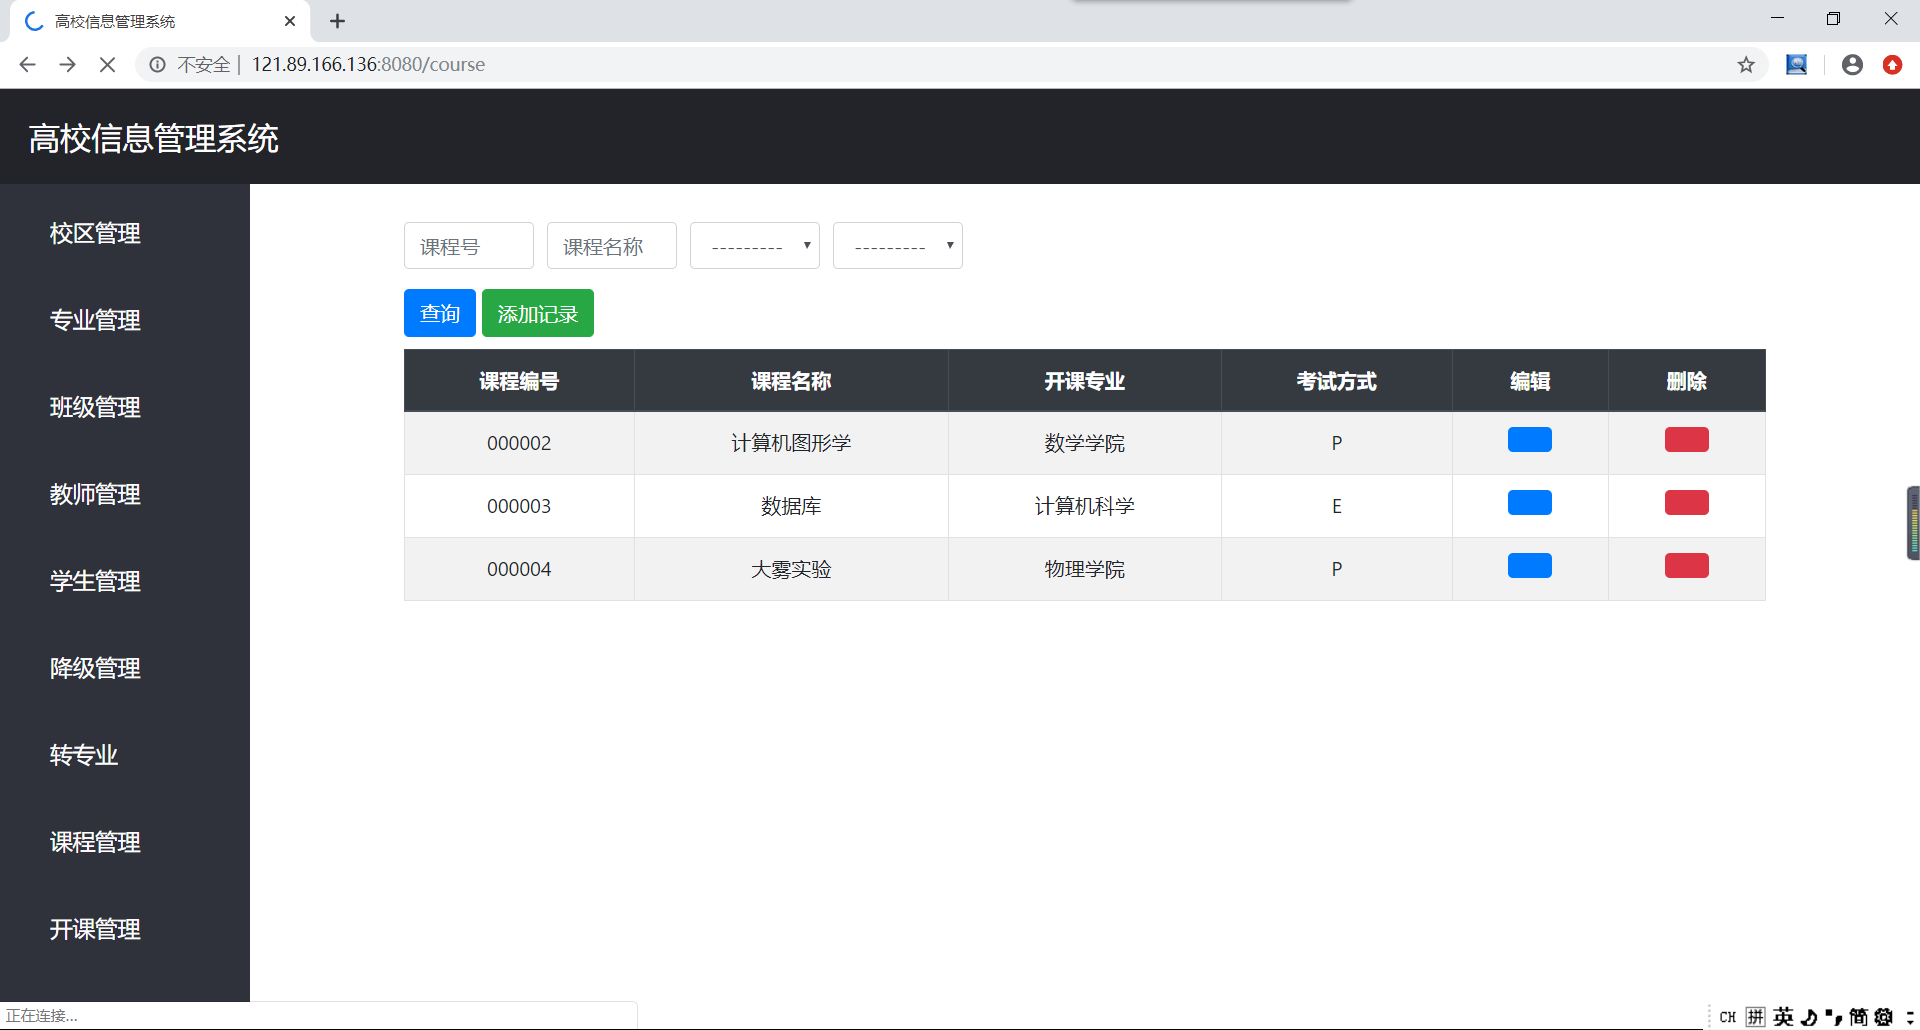 高校信息管理系统
不安全 | 121.89.166.136:8080/course
高校信息管理系统
校区管理
专业管理
班级管理
教师管理
学生管理
降级管理
转专业
课程管理
开课管理
课程号 课程名称 --------- ---------
查询 添加记录
课程编号 课程名称 开课专业 考试方式 编辑 删除
000002 计算机图形学 数学学院 P
000003 数据库 计算机科学 E
000004 大雾实验 物理学院 P
正在连接...
CH 拼 英 简